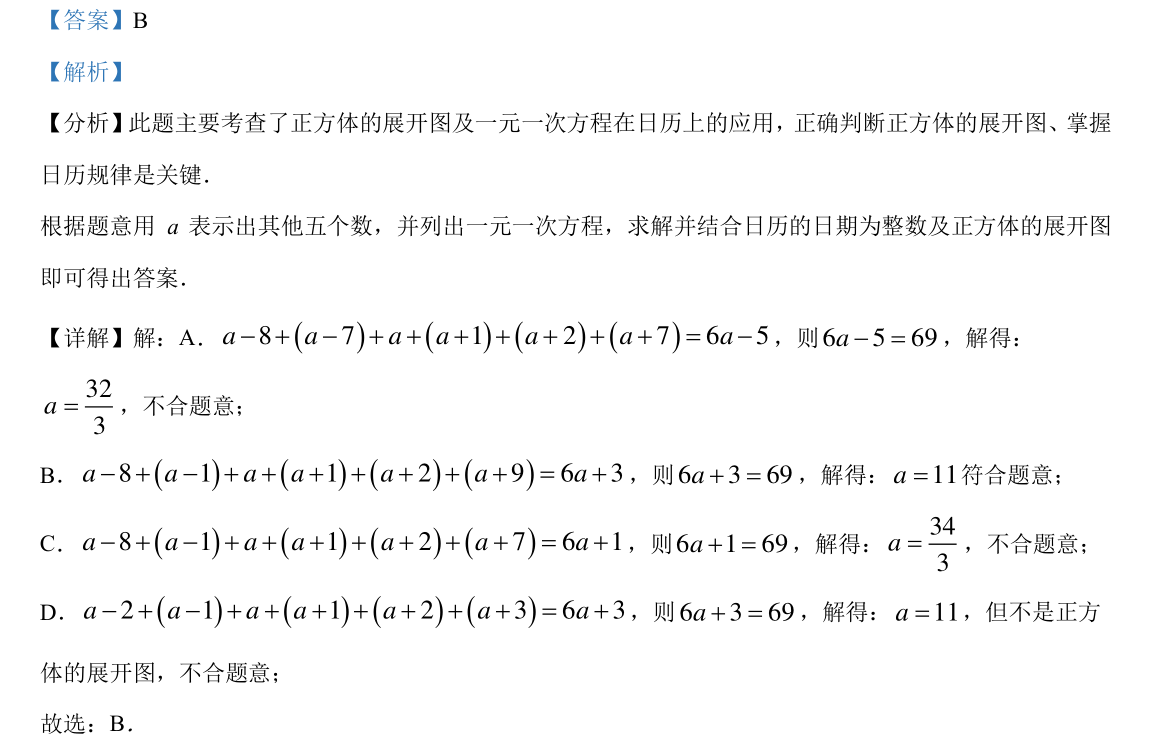 【答案】B
【解析】
【分析】此题主要考查了正方体的展开图及一元一次方程在日历上的应用，正确判断正方体的展开图、掌握
日历规律是关键．
根据题意用 a 表示出其他五个数，并列出一元一次方程，求解并结合日历的日期为整数及正方体的展开图
即可得出答案．
【详解】解：A．a−8+(a−7)+a+(a+1)+(a+2)+(a+7)=6a−5，则6a−5=69，解得：
a=32/3，不合题意；
B．a−8+(a−1)+a+(a+1)+(a+2)+(a+9)=6a+3，则6a+3=69，解得：a=11符合题意；
C．a−8+(a−1)+a+(a+1)+(a+2)+(a+7)=6a+1，则6a+1=69，解得：a=34/3，不合题意；
D．a−2+(a−1)+a+(a+1)+(a+2)+(a+3)=6a+3，则6a+3=69，解得：a=11，但不是正方
体的展开图，不合题意；
故选：B．